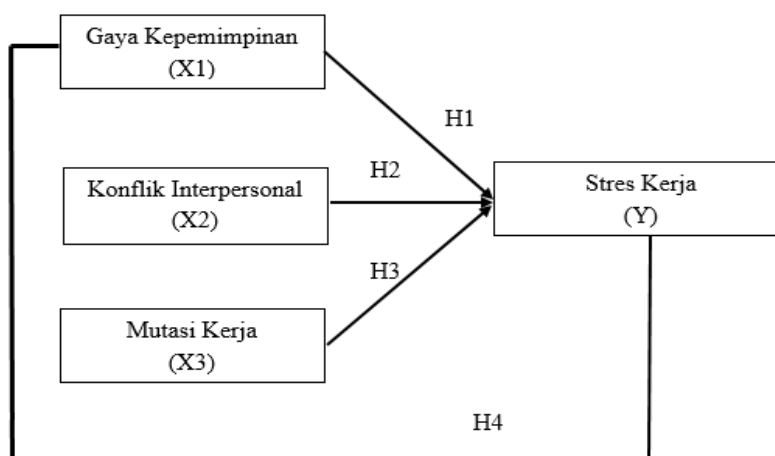 Gaya Kepemimpinan
(X1)
H1
H2
Konflik Interpersonal
(X2)
Stres Kerja
(Y)
H3
Mutasi Kerja
(X3)
H4